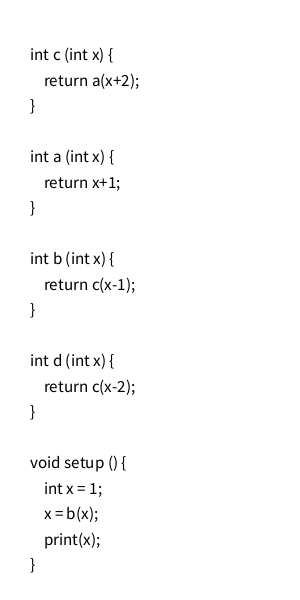 int c (int x) {
    return a(x+2);
}

int a (int x) {
    return x+1;
}

int b (int x) {
    return c(x-1);
}

int d (int x) {
    return c(x-2);
}

void setup () {
    int x = 1;
    x = b(x);
    print(x);
}